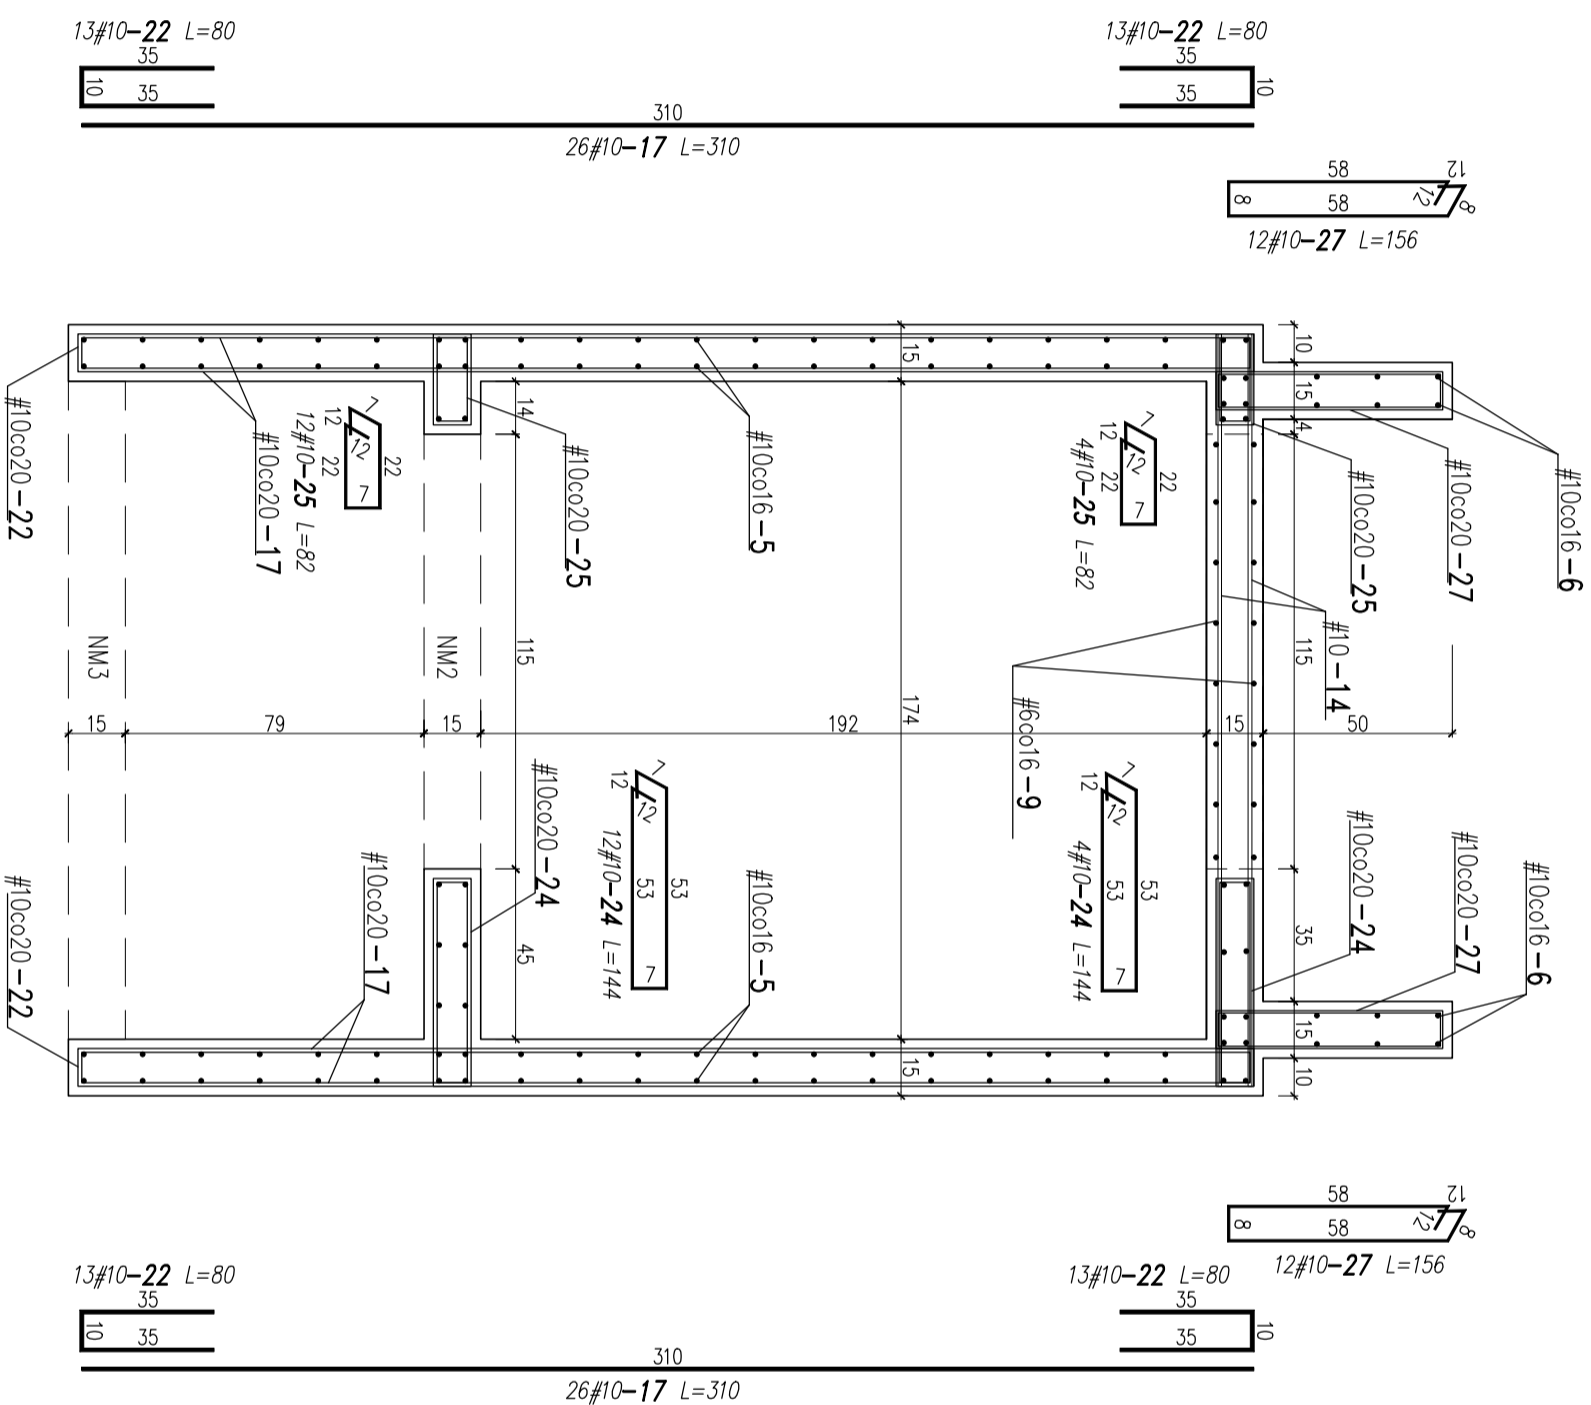 13#10-22 L=80
35
10
35
13#10-22 L=80
35
10
35
310
26#10-17 L=310
58
12
58
12
8
8
12#10-27 L=156
10
15
4
15
14
#10co20-22
#10co20-17
7
12
12
22
22
7
12#10-25 L=82
#10co20-25
#10co16-5
7
12
12
22
22
7
4#10-25 L=82
#10co20-25
#10co20-27
#10co16-6
#10-14
115
115
NM3
NM2
174
#6co16-9
15
79
15
192
15
50
#10co20-24
7
12
12
53
53
7
12#10-24 L=144
7
12
12
53
53
7
4#10-24 L=144
#10co20-24
#10co20-27
#10co16-6
#10co20-22
#10co20-17
#10co16-5
45
35
15
15
10
58
12
58
12
8
8
12#10-27 L=156
13#10-22 L=80
35
10
35
13#10-22 L=80
35
10
35
310
26#10-17 L=310